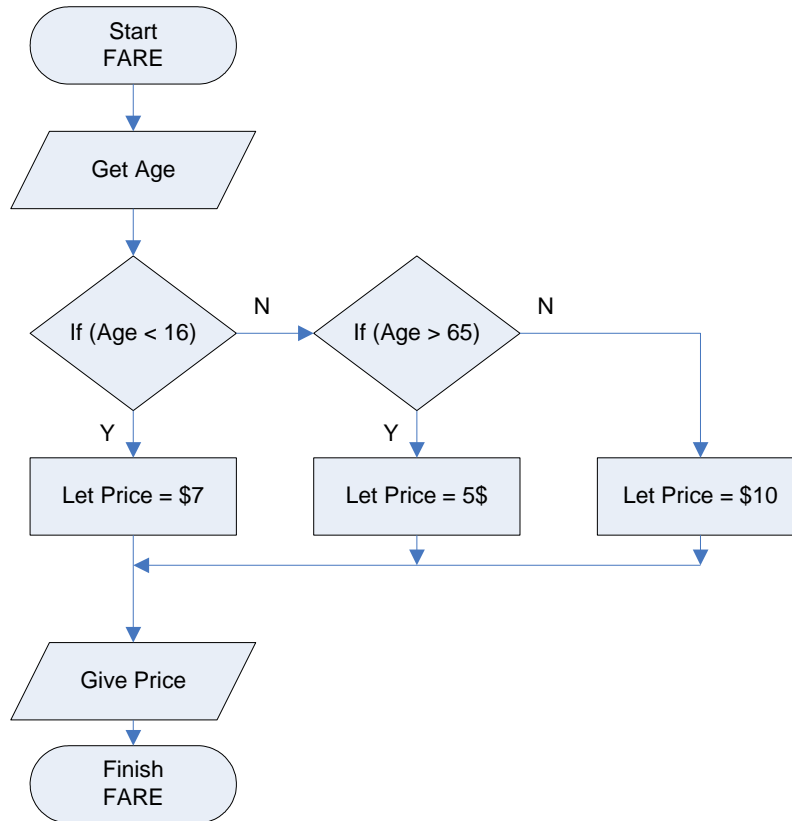 Start
FARE
Get Age
If (Age < 16)
N
If (Age > 65)
N
Y
Y
Let Price = $7
Let Price = 5$
Let Price = $10
Give Price
Finish
FARE